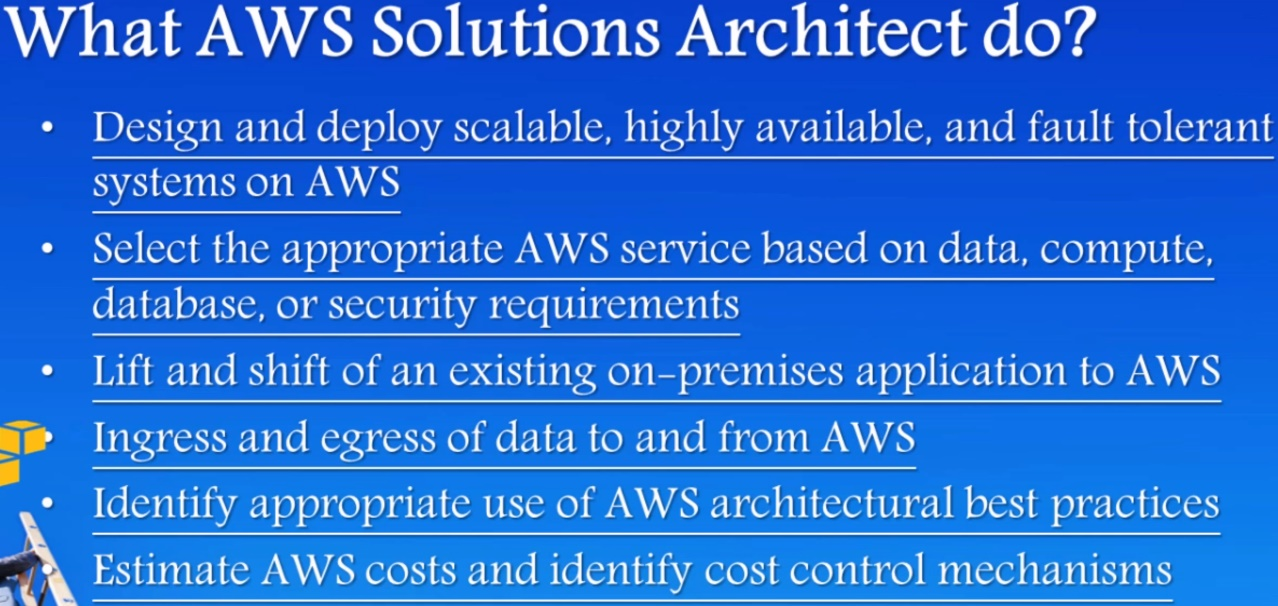 What AWS Solutions Architect do?
• Design and deploy scalable, highly available, and fault tolerant
systems on AWS
• Select the appropriate AWS service based on data, compute,
database, or security requirements
• Lift and shift of an existing on-premises application to AWS
• Ingress and egress of data to and from AWS
• Identify appropriate use of AWS architectural best practices
• Estimate AWS costs and identify cost control mechanisms